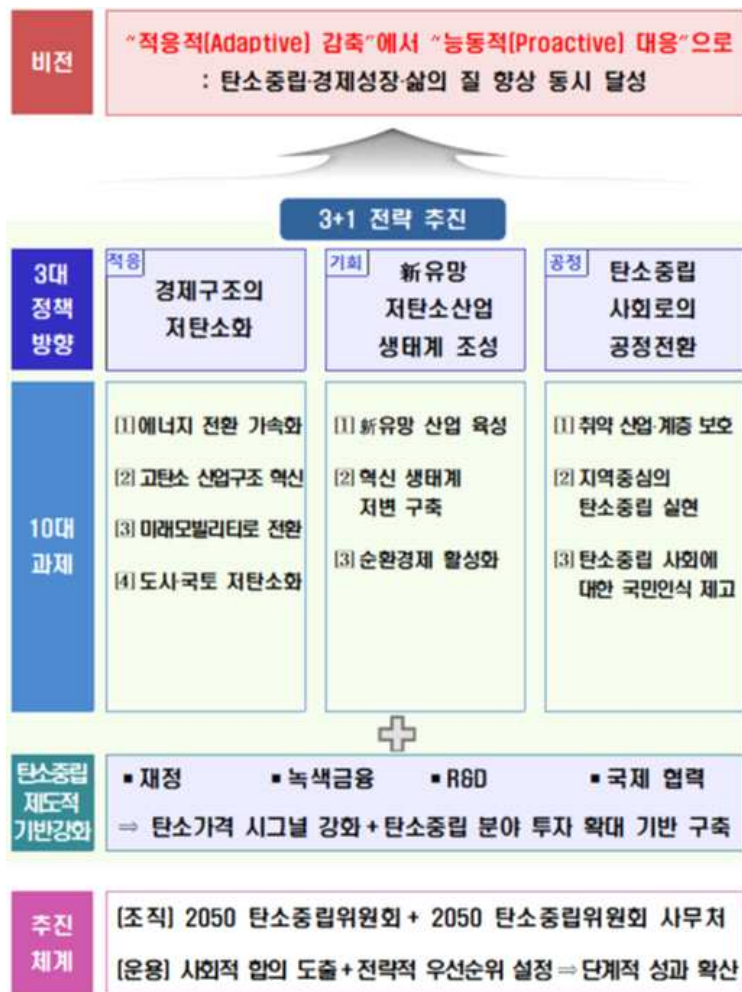 비전
“적응적(Adaptive) 감축”에서 “능동적(Proactive) 대응”으로
: 탄소중립·경제성장·삶의 질 향상 동시 달성
3+1 전략 추진
3대
정책
방향
적응
경제구조의
저탄소화
기회
新유망
저탄소산업
생태계 조성
공정
탄소중립
사회로의
공정전환
10대
과제
[1] 에너지 전환 가속화
[2] 고탄소 산업구조 혁신
[3] 미래모빌리티로 전환
[4] 도시·국토 저탄소화
[1] 新유망 산업 육성
[2] 혁신 생태계
저변 구축
[3] 순환경제 활성화
[1] 취약 산업·계층 보호
[2] 지역중심의
탄소중립 실현
[3] 탄소중립 사회에
대한 국민인식 제고
탄소중립
제도적
기반강화
▪ 재정 ▪ 녹색금융 ▪ R&D ▪ 국제 협력
⇒ 탄소가격 시그널 강화 + 탄소중립 분야 투자 확대 기반 구축
추진
체계
[조직] 2050 탄소중립위원회 + 2050 탄소중립위원회 사무처
[운용] 사회적 합의 도출 + 전략적 우선순위 설정 ⇒ 단계적 성과 확산